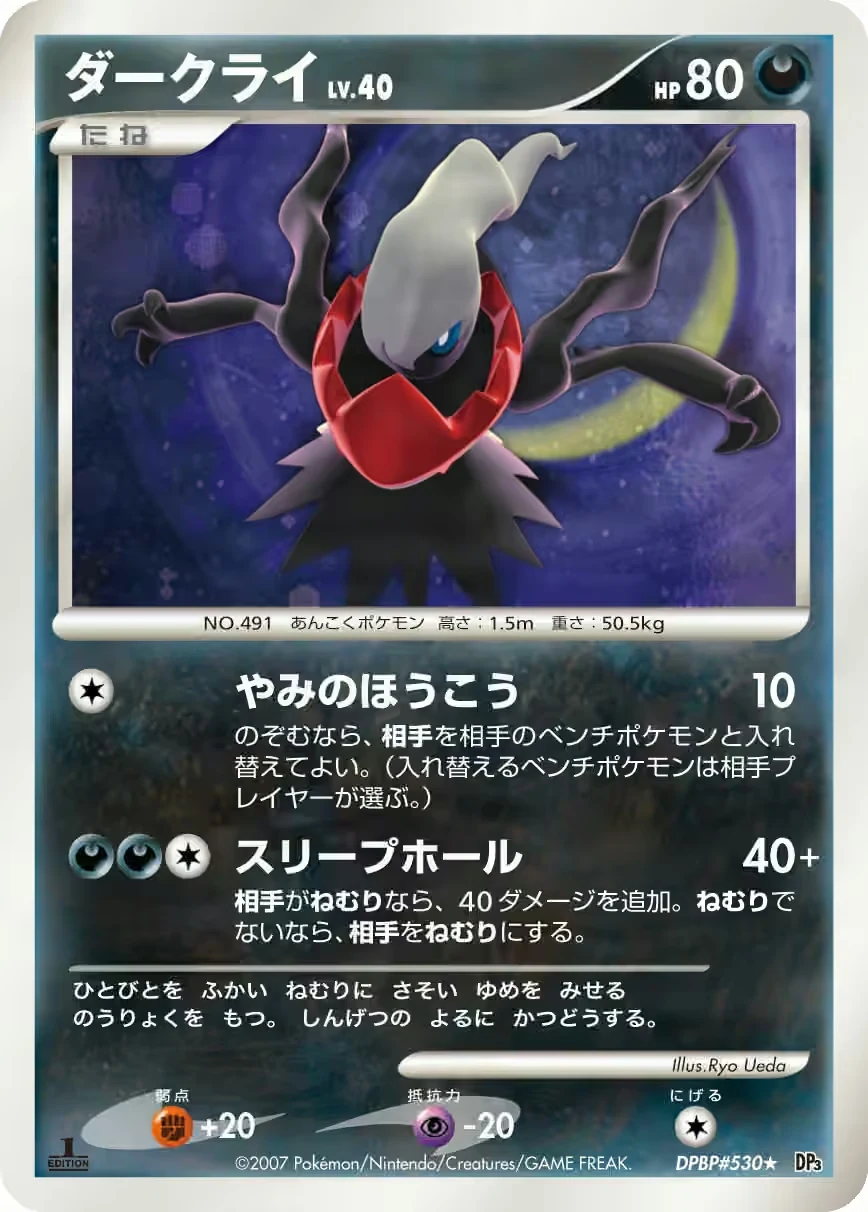 ダークライ LV.40 HP 80
たね
NO.491 あんこくポケモン 高さ：1.5m 重さ：50.5kg
やみのほうこう 10
のぞむなら、相手を相手のベンチポケモンと入れ
替えてよい。（入れ替えるベンチポケモンは相手プ
レイヤーが選ぶ。）
スリープホール 40+
相手がねむりなら、40ダメージを追加。ねむりで
ないなら、相手をねむりにする。
ひとびとを ふかい ねむりに さそい ゆめを みせる
のうりょくを もつ。 しんげつの よるに かつどうする。
Illus.Ryo Ueda
弱点 抵抗力 にげる
+20 -20
1 EDITION
©2007 Pokémon/Nintendo/Creatures/GAME FREAK. DPBP#530★ DP3